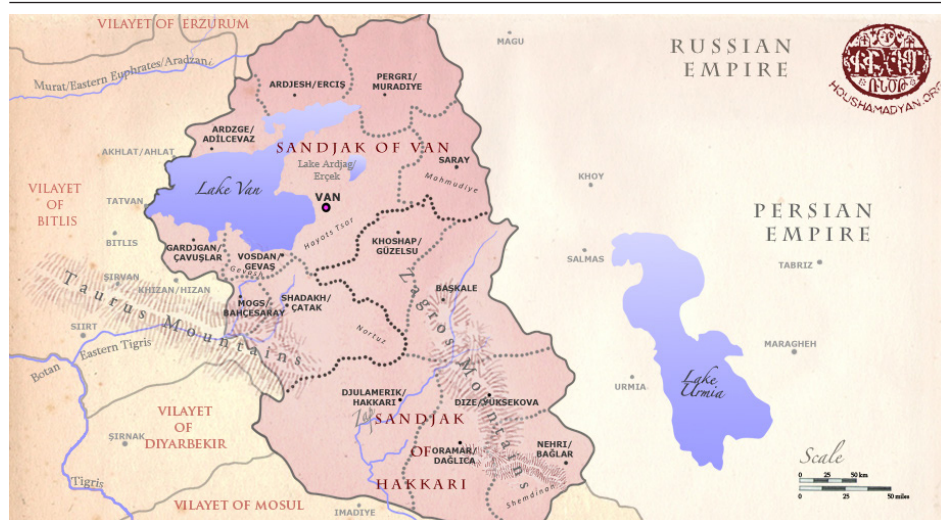 VILAYET OF ERZURUM
Murat/Eastern Euphrates/Aradzani
MAGU
RUSSIAN
EMPIRE
HOUSHAMADYAN.ORG
ARDJESH/ERCIŞ
PERGRI/
MURADIYE
ARDZGE/
ADİLCEVAZ
AKHLAT/AHLAT
SANDJAK OF VAN
Lake Ardjag/
Erçek
SARAY
Mahmudiye
VILAYET
OF
BITLIS
TATVAN
Lake Van
VAN
KHOY
PERSIAN
EMPIRE
BITLIS
GARDJGAN/
ÇAVUŞLAR
VOSDAN/
GEVAŞ
Gevash
Hayots Tsor
KHOSHAP/
GÜZELSU
SALMAS
TABRIZ
ŞIRVAN
KHIZAN/HIZAN
MOGS/
BAHÇESARAY
SHADAKH/
ÇATAK
BAŞKALE
Taurus Mountains
Zagros Mountains
Nortuz
SIIRT
Botan
Eastern Tigris
MARAGHEH
URMIA
Lake
Urmia
DJULAMERIK/
HAKKARI
Zap
DIZE/YÜKSEKOVA
SANDJAK
OF
HAKKARI
VILAYET
OF
DIYARBEKIR
ŞIRNAK
ORAMAR/
DAĞLICA
NEHRI/
BAĞLAR
Shemdinan
Tigris
VILAYET OF MOSUL
IMADIYE
Scale
0 25 50 km
0 25 50 miles